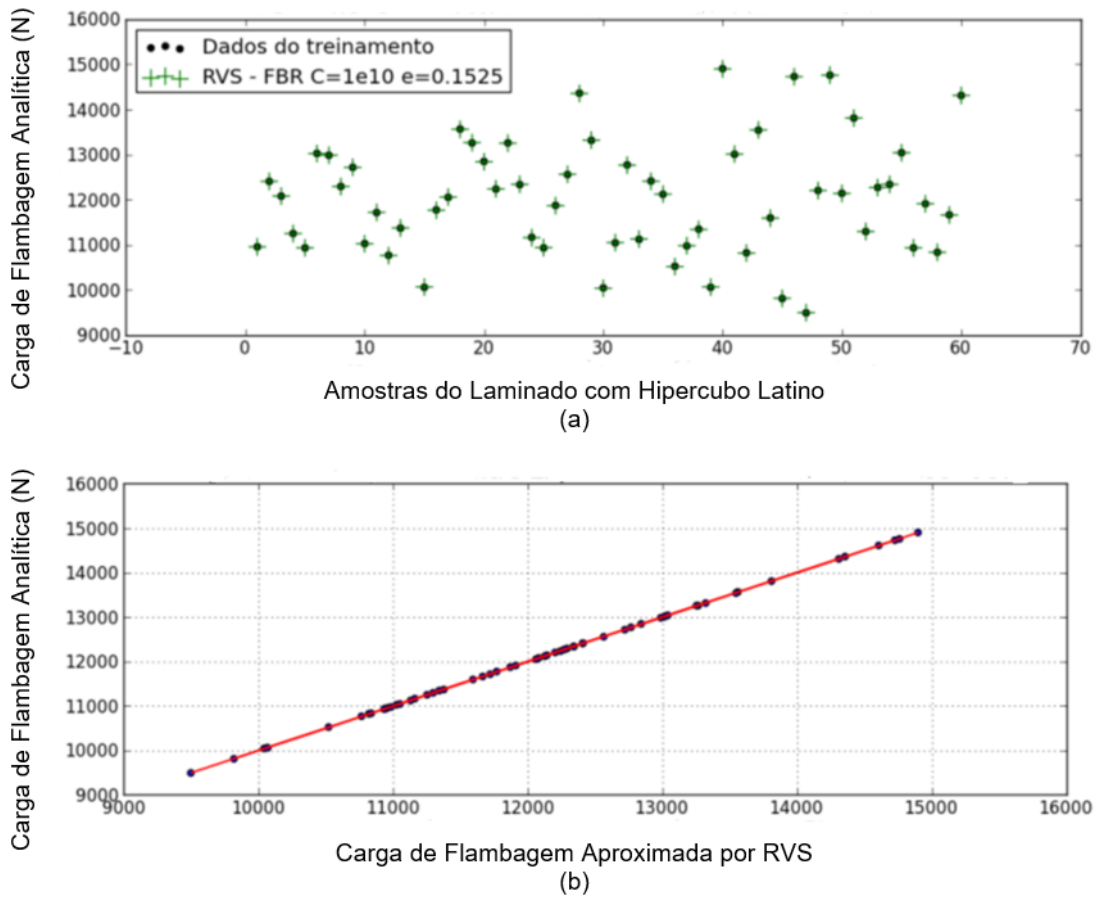 Carga de Flambagem Analítica (N)
16000
15000
14000
13000
12000
11000
10000
9000
Dados do treinamento
RVS - FBR C=1e10 e=0.1525
−10 0 10 20 30 40 50 60 70
Amostras do Laminado com Hipercubo Latino
(a)
Carga de Flambagem Analítica (N)
16000
15000
14000
13000
12000
11000
10000
9000
9000 10000 11000 12000 13000 14000 15000 16000
Carga de Flambagem Aproximada por RVS
(b)